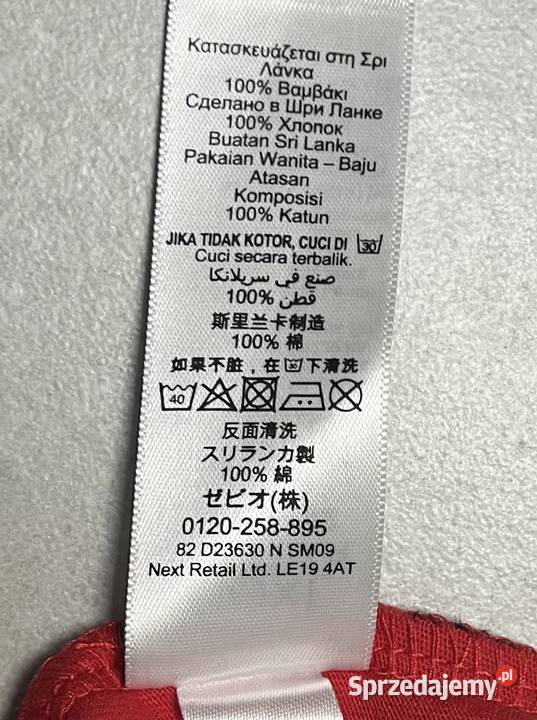 Κατασκευάζεται στη Σρι
Λάνκα
100% Βαμβάκι
Сделано в Шри Ланке
100% Хлопок
Buatan Sri Lanka
Pakaian Wanita – Baju
Atasan
Komposisi
100% Katun
JIKA TIDAK KOTOR, CUCI DI 30
Cuci secara terbalik.
صنع في سريلانكا
100% قطن
斯里兰卡制造
100% 棉
如果不脏，在 30 下清洗
40
反面清洗
スリランカ製
100% 綿
ゼビオ(株)
0120-258-895
82 D23630 N SM09
Next Retail Ltd. LE19 4AT
Sprzedajemy.pl